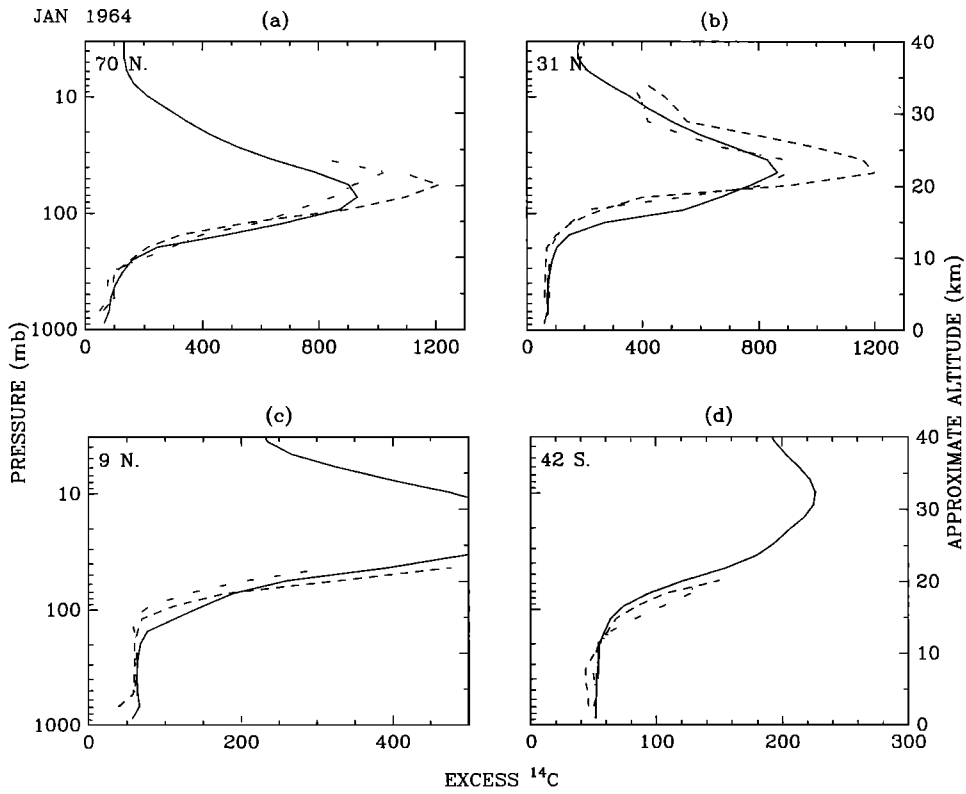 JAN 1964
(a)
(b)
70 N.
31 N
10
100
1000
0
400
800
1200
0
400
800
1200
40
30
20
10
0
(c)
(d)
9 N.
42 S.
10
100
1000
0
200
400
0
100
200
300
40
30
20
10
0
PRESSURE (mb)
APPROXIMATE ALTITUDE (km)
EXCESS ¹⁴C